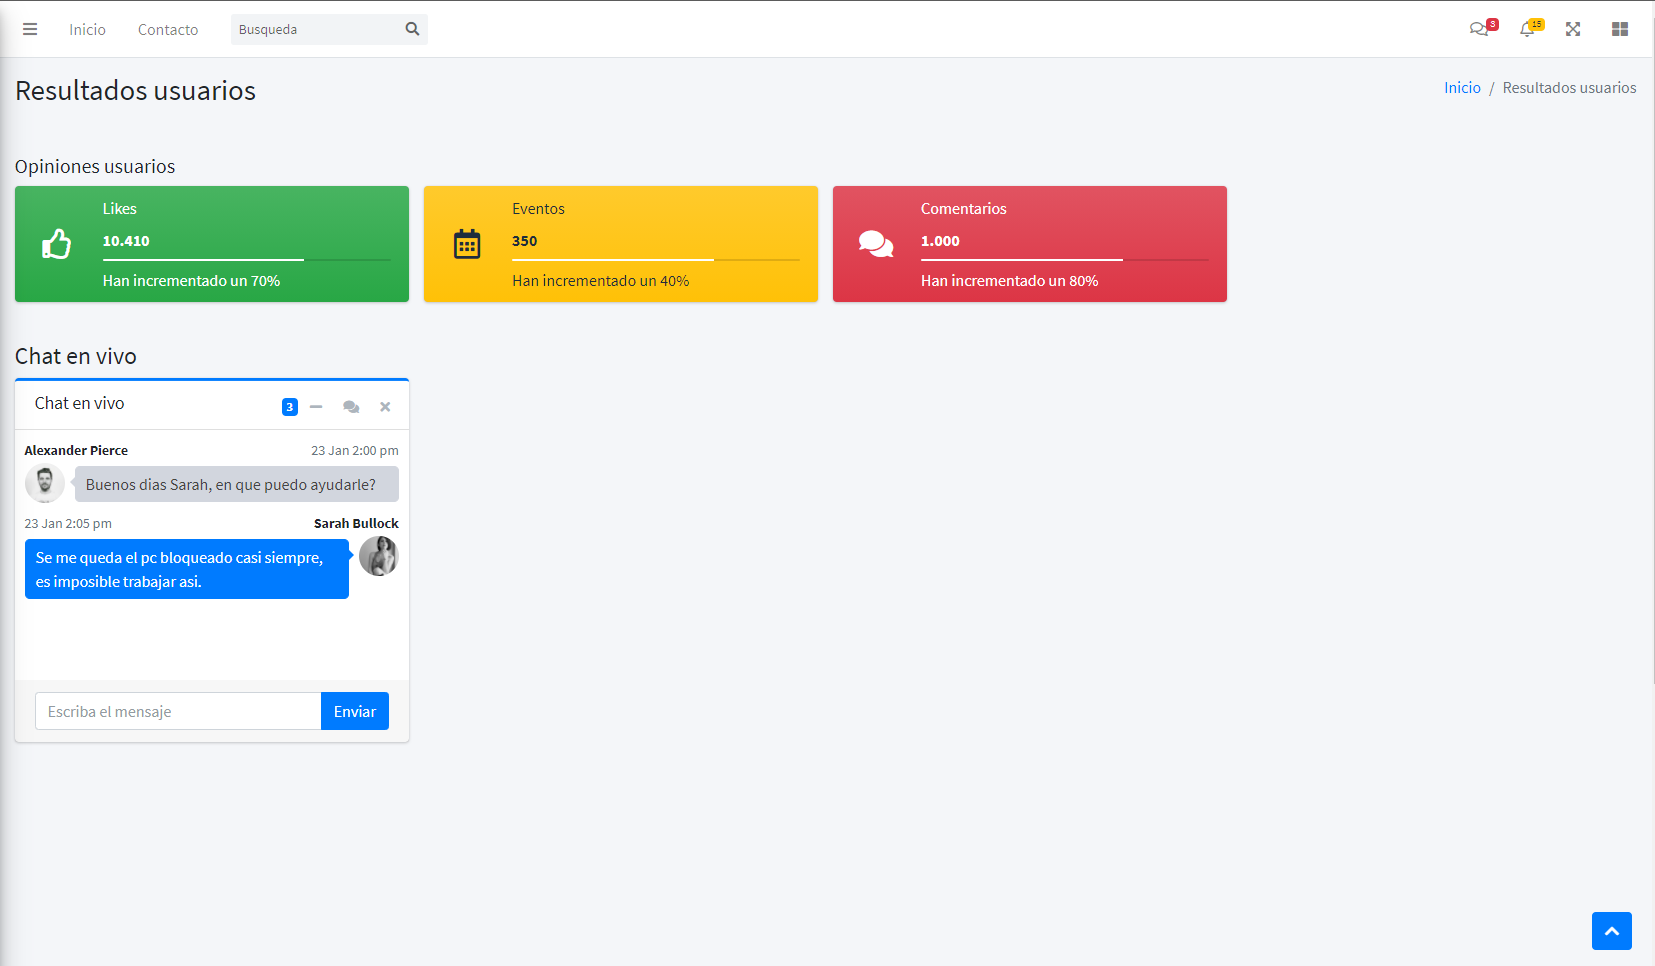 Inicio
Contacto
Busqueda
3
15
Resultados usuarios
Inicio / Resultados usuarios
Opiniones usuarios
Likes
10.410
Han incrementado un 70%
Eventos
350
Han incrementado un 40%
Comentarios
1.000
Han incrementado un 80%
Chat en vivo
Chat en vivo
3
Alexander Pierce
23 Jan 2:00 pm
Buenos dias Sarah, en que puedo ayudarle?
23 Jan 2:05 pm
Sarah Bullock
Se me queda el pc bloqueado casi siempre,
es imposible trabajar asi.
Escriba el mensaje
Enviar